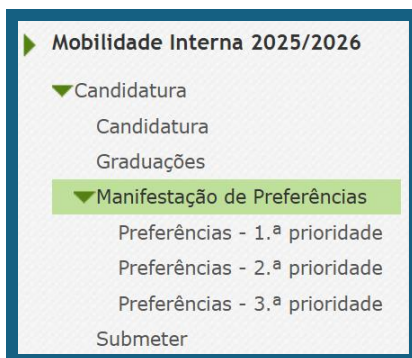 Mobilidade Interna 2025/2026
Candidatura
Candidatura
Graduações
Manifestação de Preferências
Preferências - 1.ª prioridade
Preferências - 2.ª prioridade
Preferências - 3.ª prioridade
Submeter